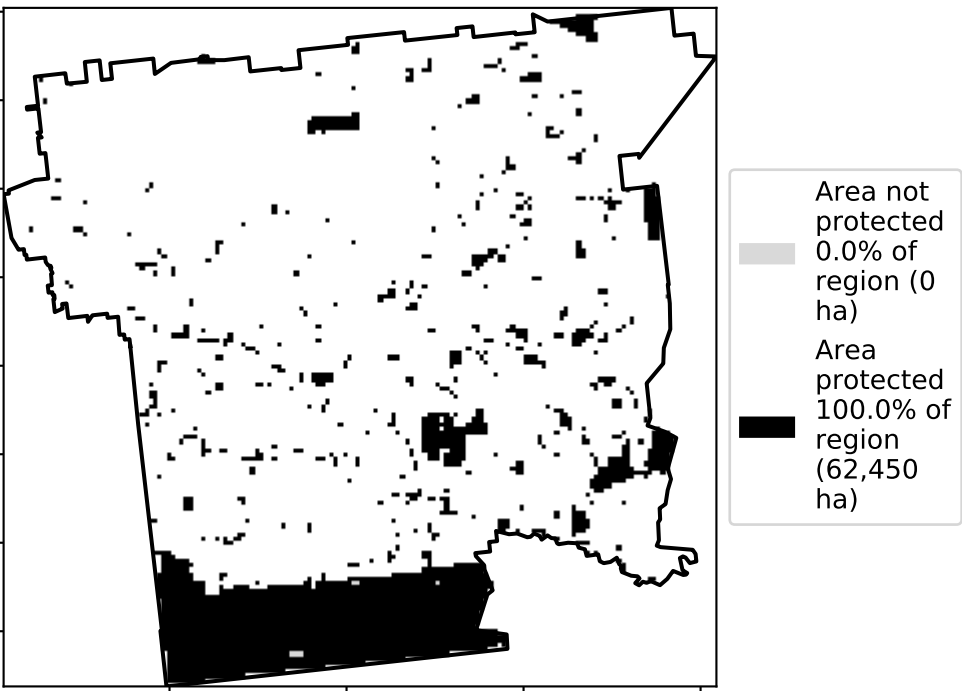 Area not
protected
0.0% of
region (0
ha)
Area
protected
100.0% of
region
(62,450
ha)